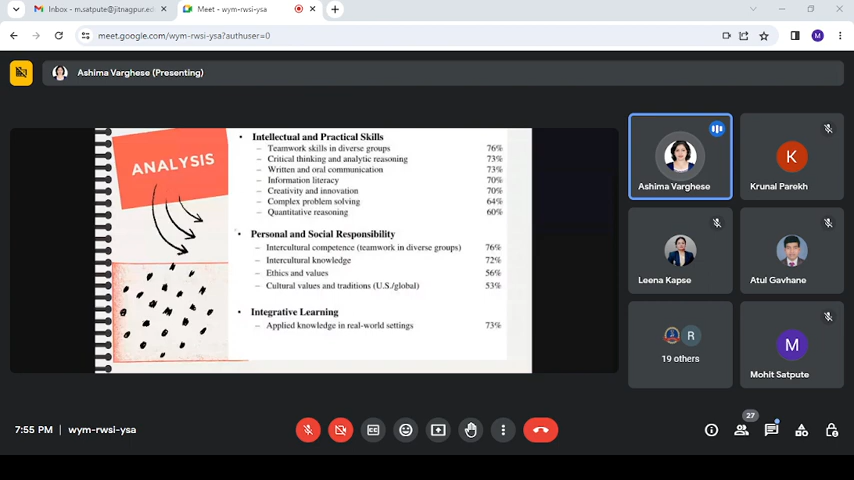 Inbox - m.satpute@jitnagpur.ed
Meet - wym-rwsi-ysa
meet.google.com/wym-rwsi-ysa?authuser=0
M
Ashima Varghese (Presenting)
ANALYSIS
• Intellectual and Practical Skills
– Teamwork skills in diverse groups 76%
– Critical thinking and analytic reasoning 73%
– Written and oral communication 73%
– Information literacy 70%
– Creativity and innovation 70%
– Complex problem solving 64%
– Quantitative reasoning 60%
• Personal and Social Responsibility
– Intercultural competence (teamwork in diverse groups) 76%
– Intercultural knowledge 72%
– Ethics and values 56%
– Cultural values and traditions (U.S./global) 53%
• Integrative Learning
– Applied knowledge in real-world settings 73%
Ashima Varghese
K
Krunal Parekh
Leena Kapse
Atul Gavhane
R
19 others
M
Mohit Satpute
7:55 PM | wym-rwsi-ysa
27